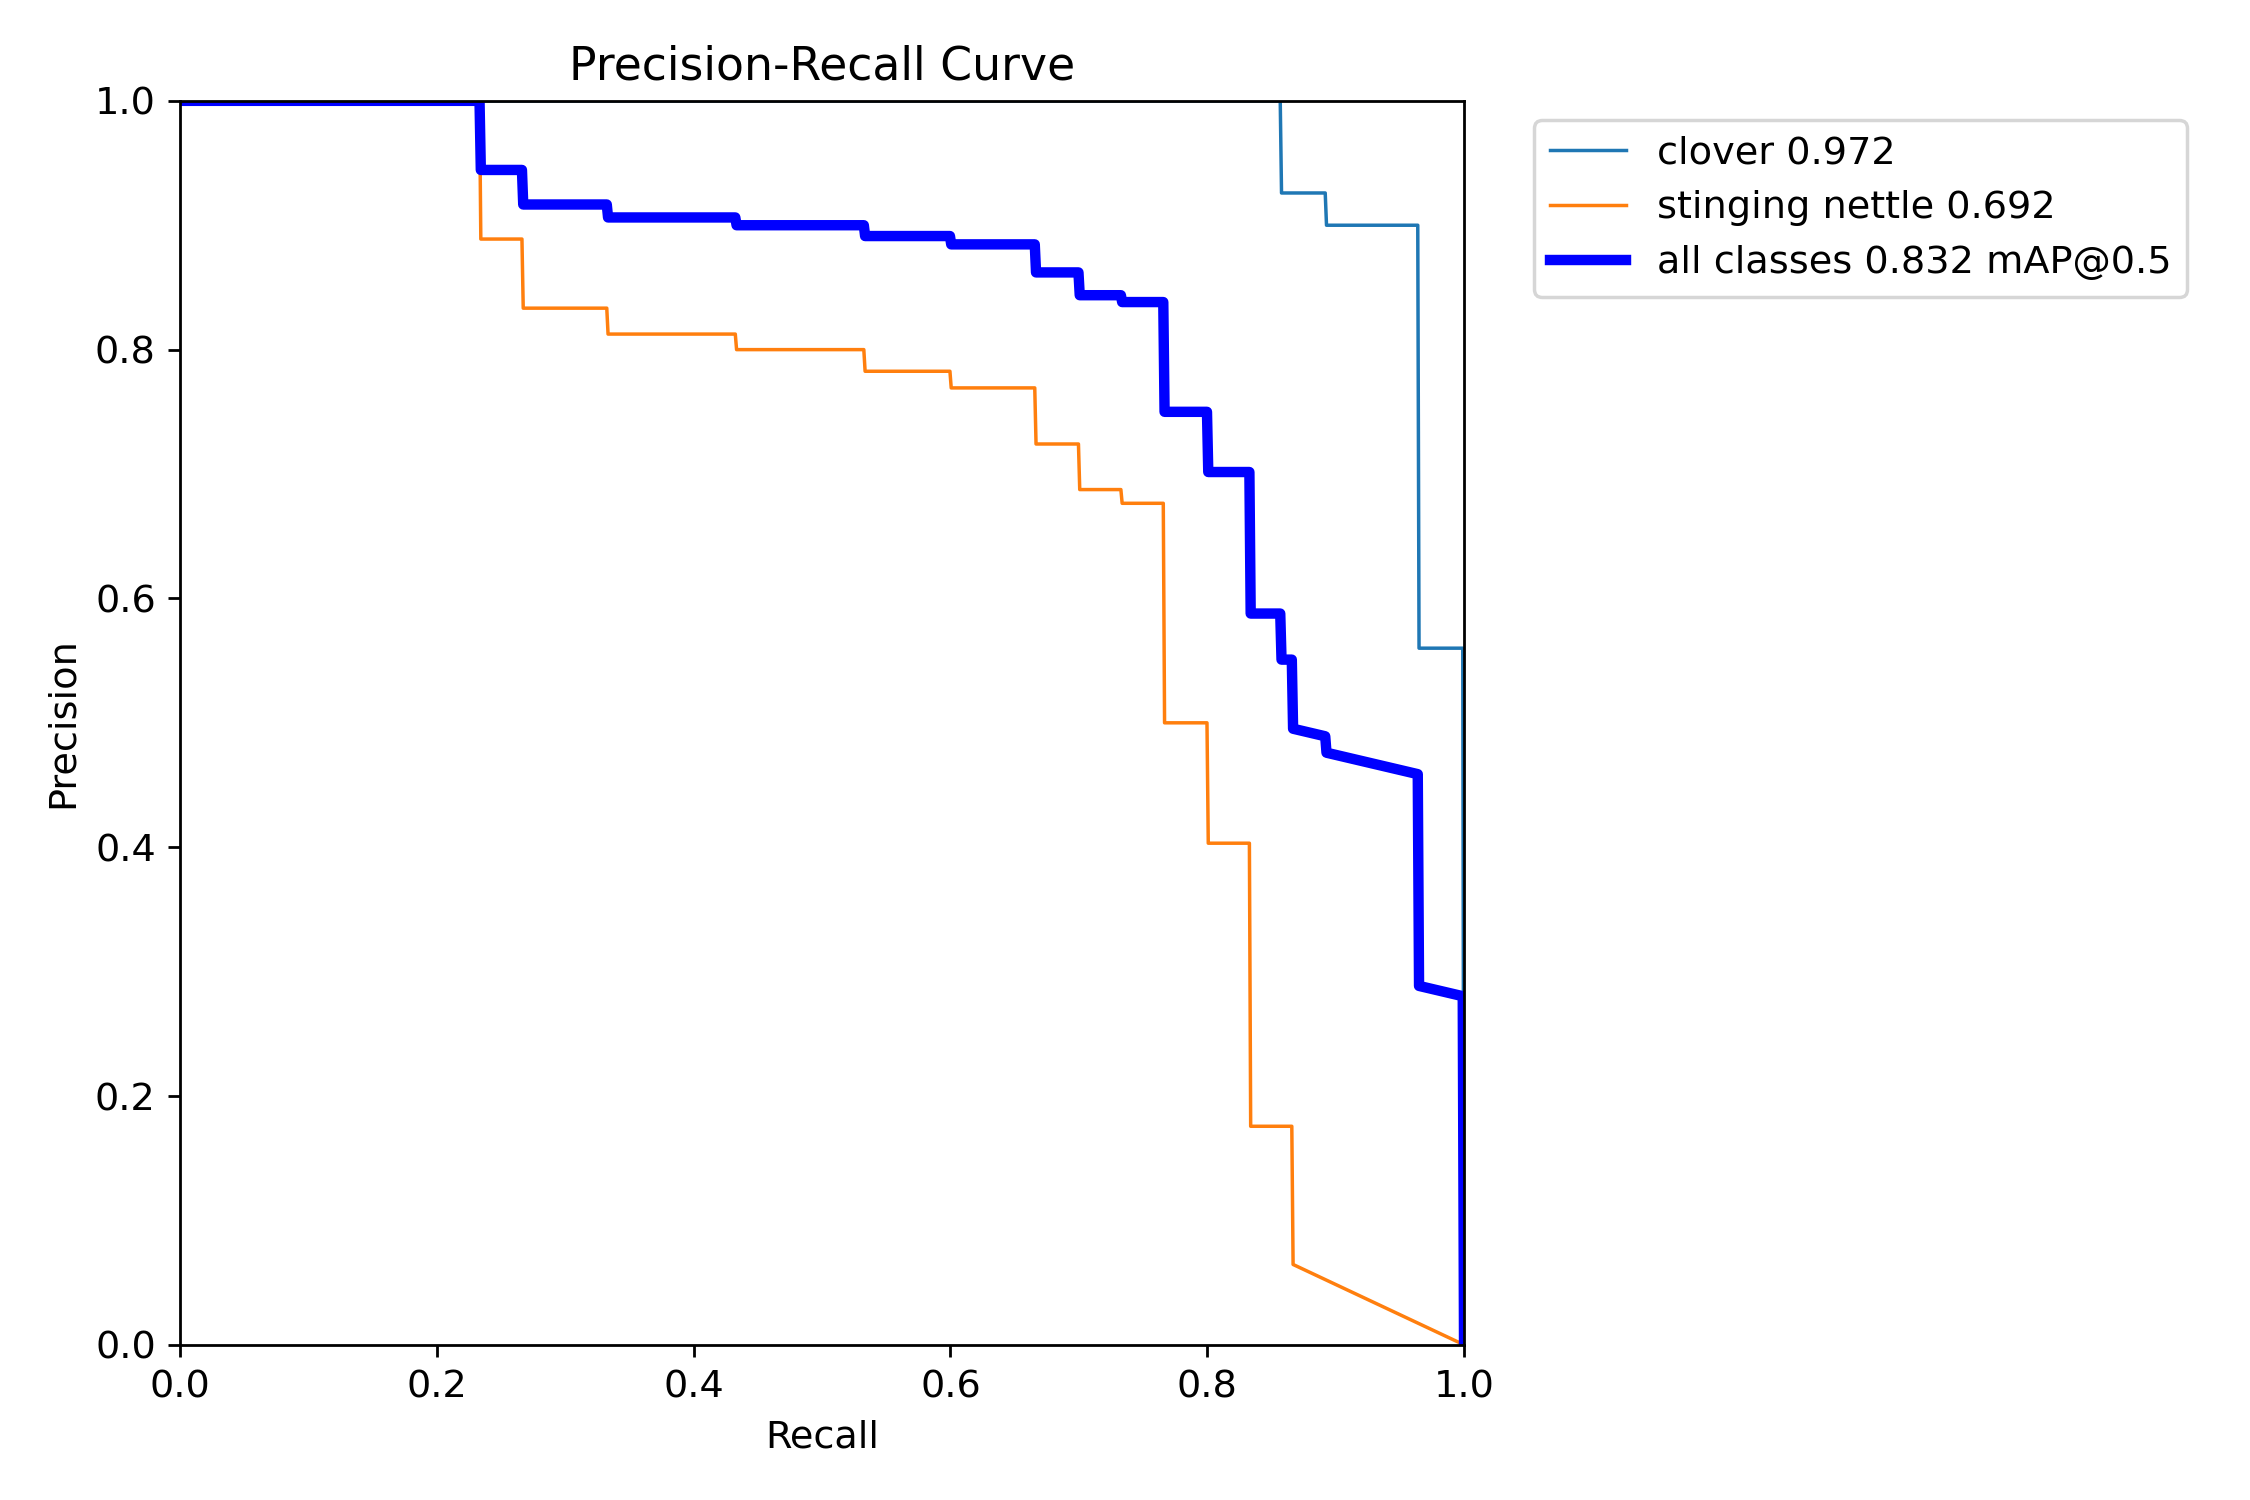 Precision-Recall Curve
1.0
0.8
0.6
0.4
0.2
0.0
Precision
0.0 0.2 0.4 0.6 0.8 1.0
Recall
clover 0.972
stinging nettle 0.692
all classes 0.832 mAP@0.5